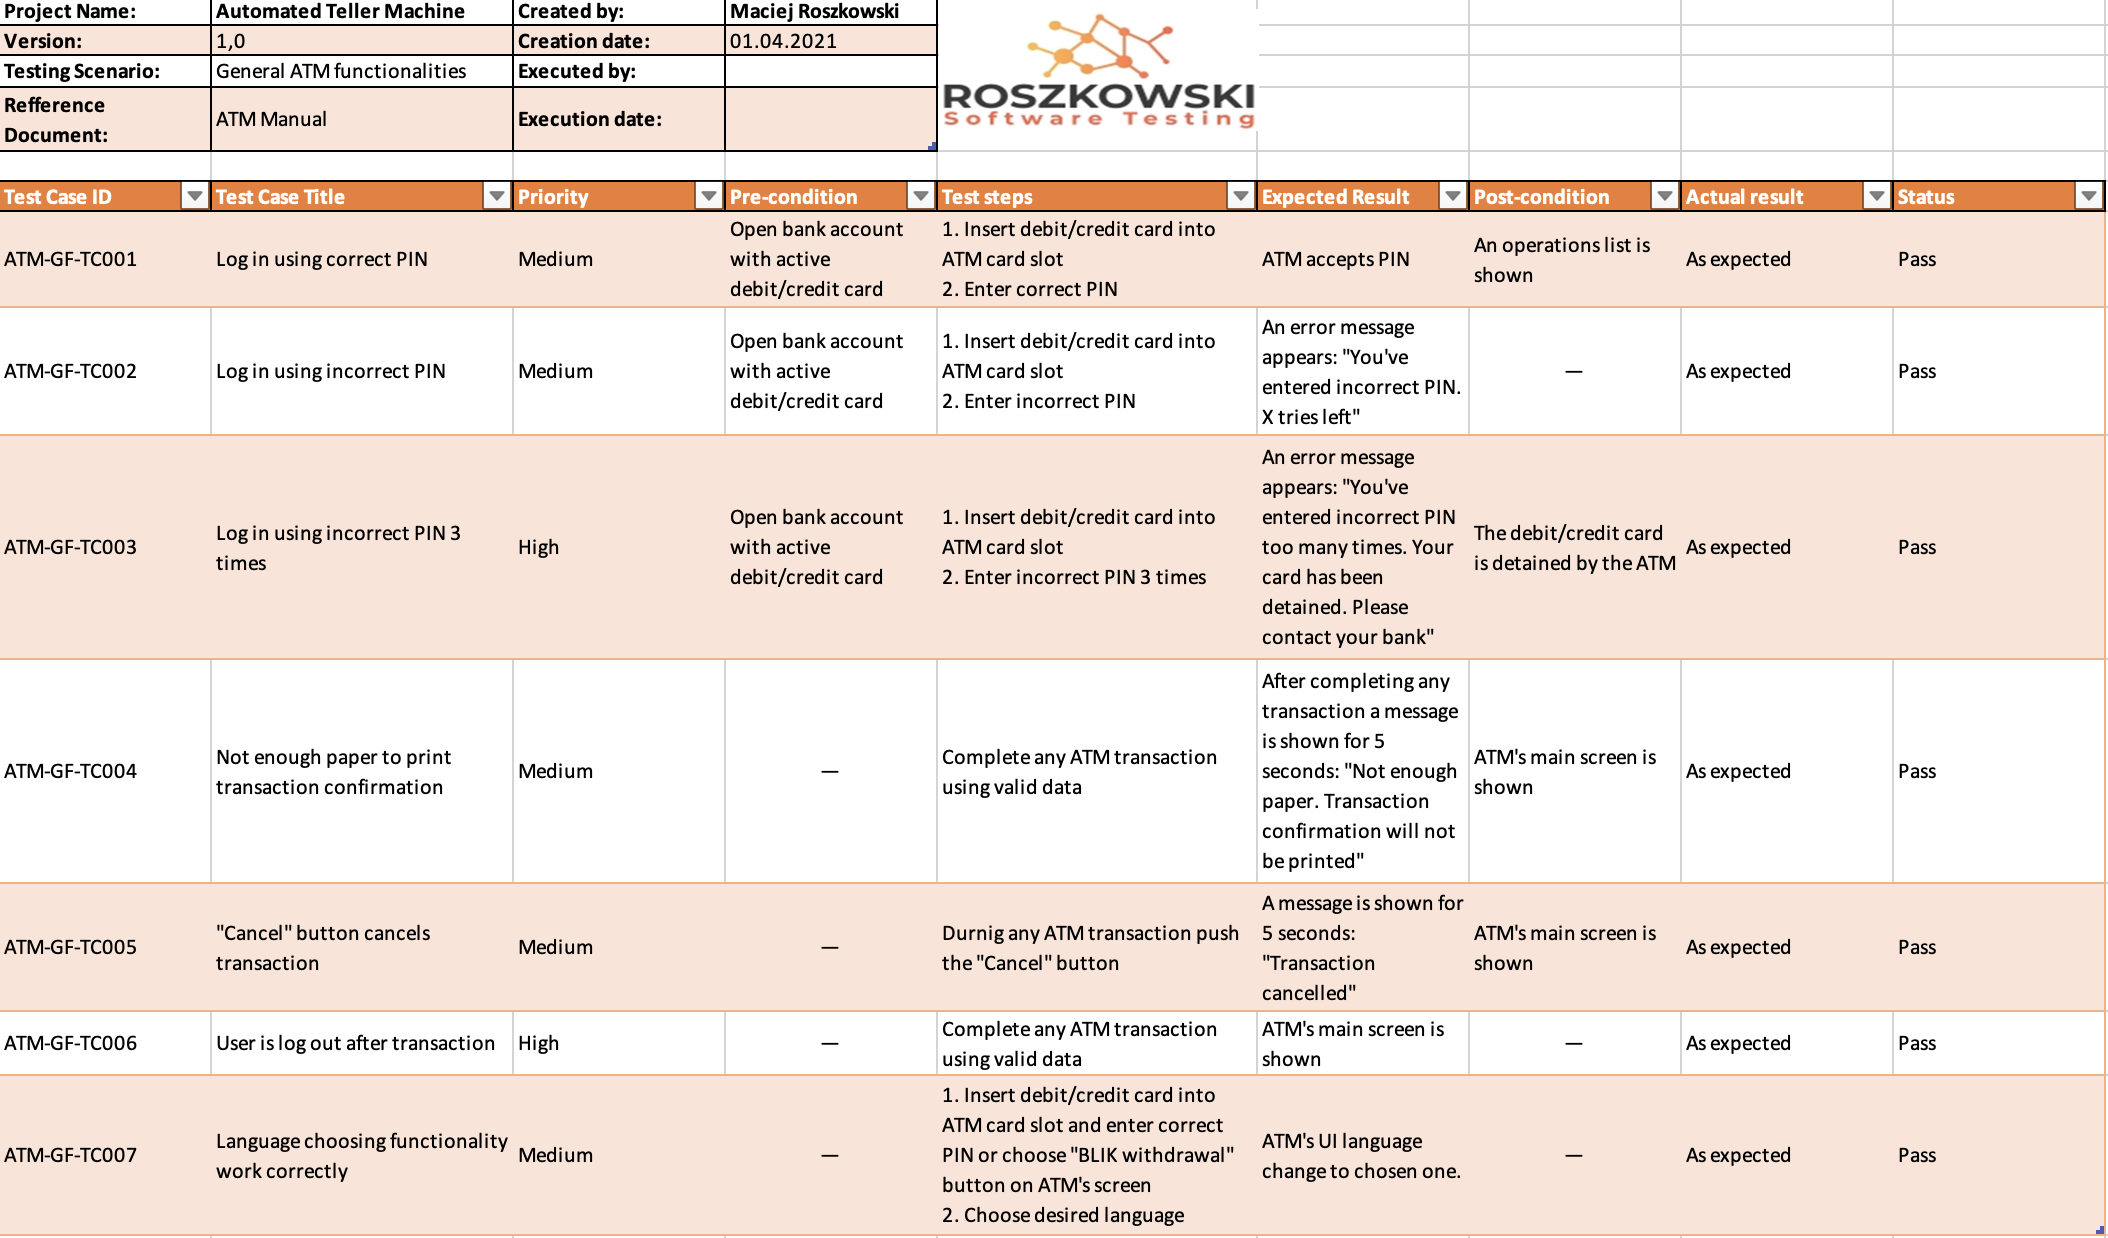 Project Name: Automated Teller Machine Created by: Maciej Roszkowski
Version: 1,0 Creation date: 01.04.2021
Testing Scenario: General ATM functionalities Executed by:
Refference
Document: ATM Manual Execution date:
ROSZKOWSKI
Software Testing
Test Case ID Test Case Title Priority Pre-condition Test steps Expected Result Post-condition Actual result Status
ATM-GF-TC001
Log in using correct PIN
Medium
Open bank account
with active
debit/credit card
1. Insert debit/credit card into
ATM card slot
2. Enter correct PIN
ATM accepts PIN
An operations list is
shown
As expected
Pass
ATM-GF-TC002
Log in using incorrect PIN
Medium
Open bank account
with active
debit/credit card
1. Insert debit/credit card into
ATM card slot
2. Enter incorrect PIN
An error message
appears: "You've
entered incorrect PIN.
X tries left"
—
As expected
Pass
ATM-GF-TC003
Log in using incorrect PIN 3
times
High
Open bank account
with active
debit/credit card
1. Insert debit/credit card into
ATM card slot
2. Enter incorrect PIN 3 times
An error message
appears: "You've
entered incorrect PIN
too many times. Your
card has been
detained. Please
contact your bank"
The debit/credit card
is detained by the ATM
As expected
Pass
ATM-GF-TC004
Not enough paper to print
transaction confirmation
Medium
—
Complete any ATM transaction
using valid data
After completing any
transaction a message
is shown for 5
seconds: "Not enough
paper. Transaction
confirmation will not
be printed"
ATM's main screen is
shown
As expected
Pass
ATM-GF-TC005
"Cancel" button cancels
transaction
Medium
—
Durnig any ATM transaction push
the "Cancel" button
A message is shown for
5 seconds:
"Transaction
cancelled"
ATM's main screen is
shown
As expected
Pass
ATM-GF-TC006
User is log out after transaction
High
—
Complete any ATM transaction
using valid data
ATM's main screen is
shown
—
As expected
Pass
ATM-GF-TC007
Language choosing functionality
work correctly
Medium
—
1. Insert debit/credit card into
ATM card slot and enter correct
PIN or choose "BLIK withdrawal"
button on ATM's screen
2. Choose desired language
ATM's UI language
change to chosen one.
—
As expected
Pass